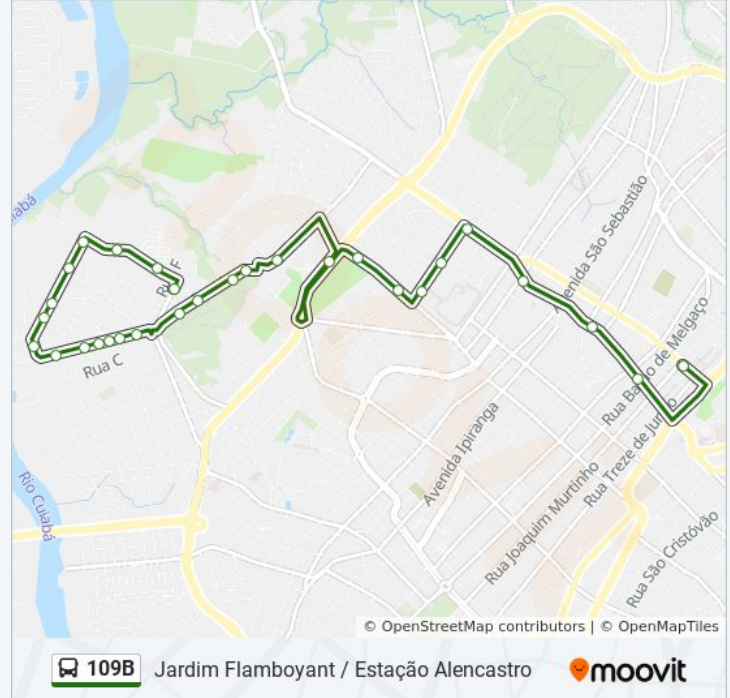 iabá
Avenida São Sebastião
Rua F
Rua Barão de Melgaço
Rua C
Rua Treze de Junho
Avenida Ipiranga
Rio Cuiabá
Rua Joaquim Murtinho
Rua São Cristóvão
© OpenStreetMap contributors | © OpenMapTiles
109B Jardim Flamboyant / Estação Alencastro moovit